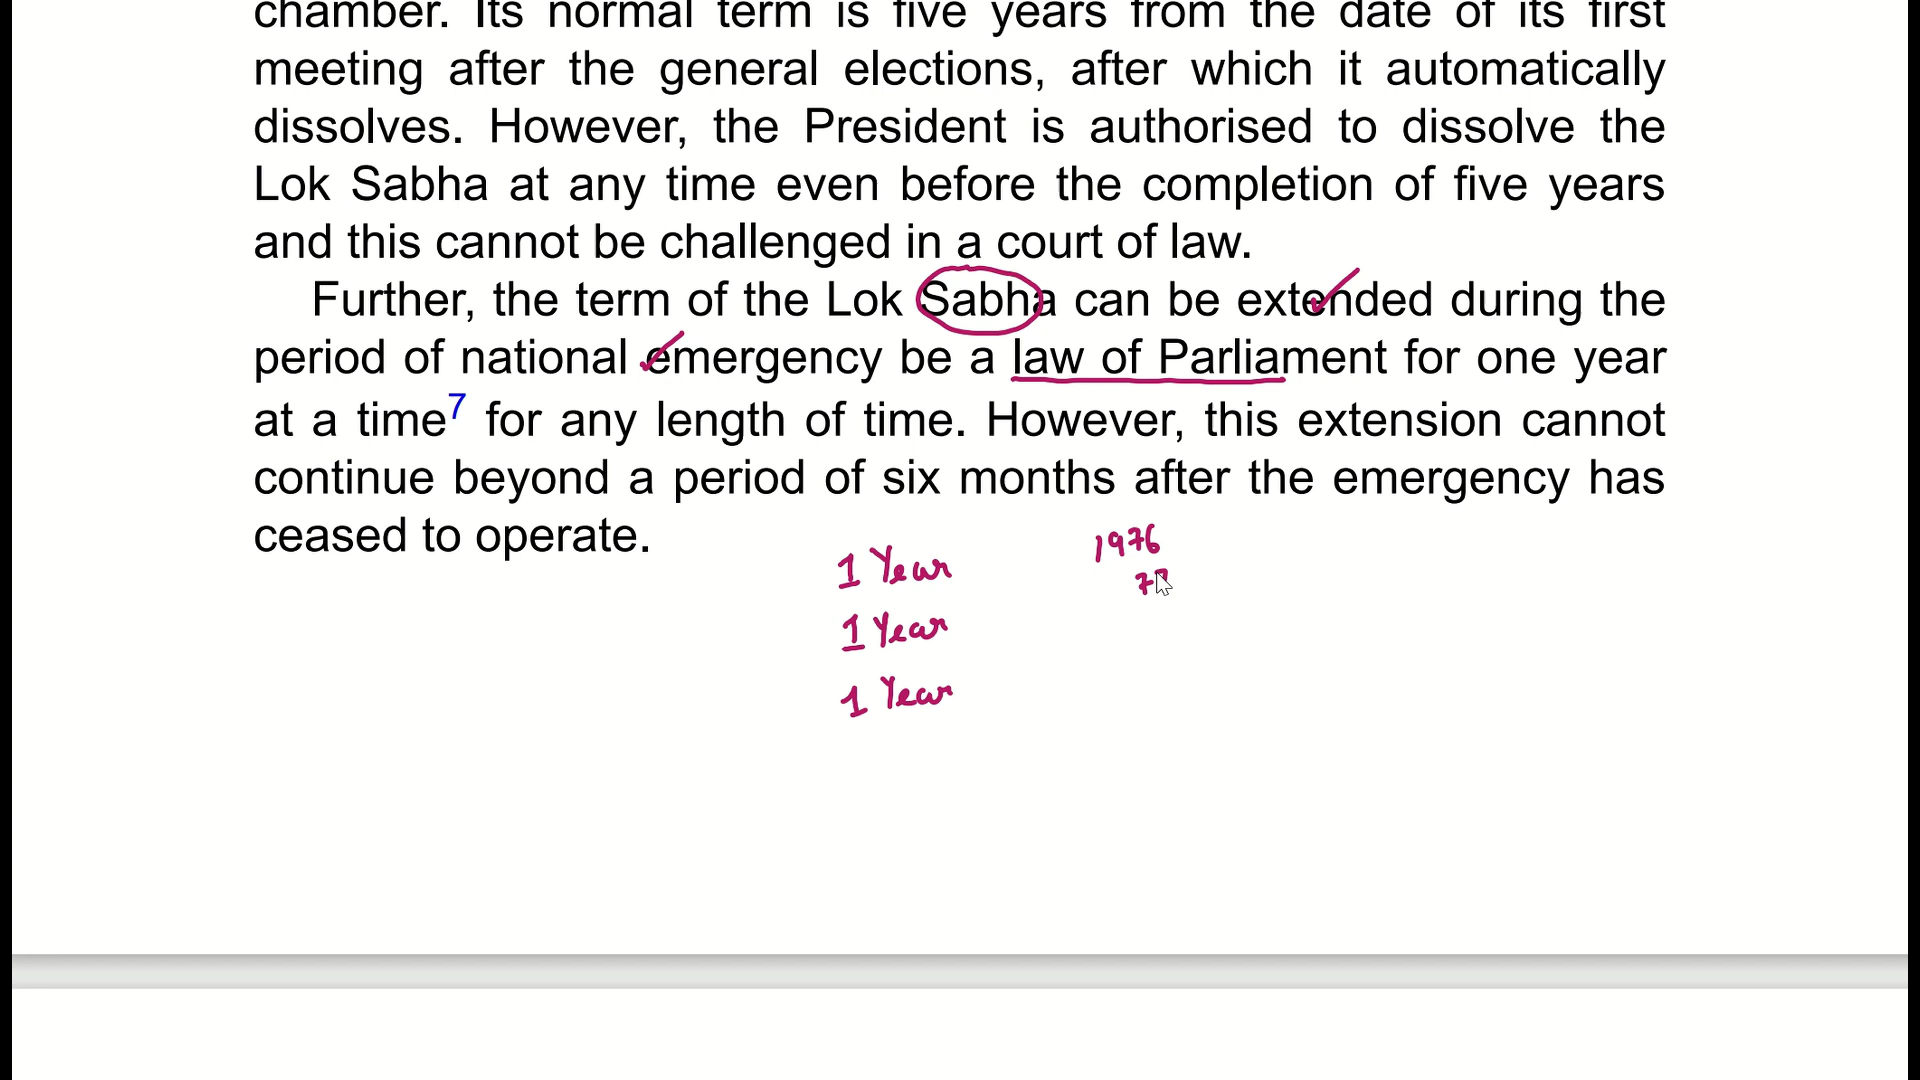 chamber. Its normal term is five years from the date of its first
meeting after the general elections, after which it automatically
dissolves. However, the President is authorised to dissolve the
Lok Sabha at any time even before the completion of five years
and this cannot be challenged in a court of law.
Further, the term of the Lok Sabha can be extended during the
period of national emergency be a law of Parliament for one year
at a time7 for any length of time. However, this extension cannot
continue beyond a period of six months after the emergency has
ceased to operate.
1 Year
1976
1 Year
1 Year